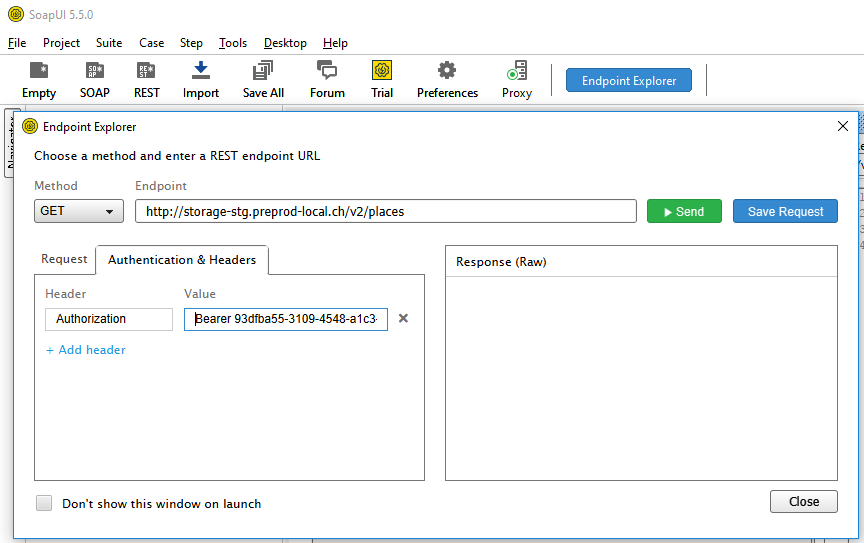 SoapUI 5.5.0
File Project Suite Case Step Tools Desktop Help
Empty SOAP REST Import Save All Forum Trial Preferences Proxy Endpoint Explorer
Endpoint Explorer
Choose a method and enter a REST endpoint URL
Method Endpoint
GET http://storage-stg.preprod-local.ch/v2/places Send Save Request
Request Authentication & Headers Response (Raw)
Header Value
Authorization Bearer 93dfba55-3109-4548-a1c3-
+ Add header
Don't show this window on launch
Close